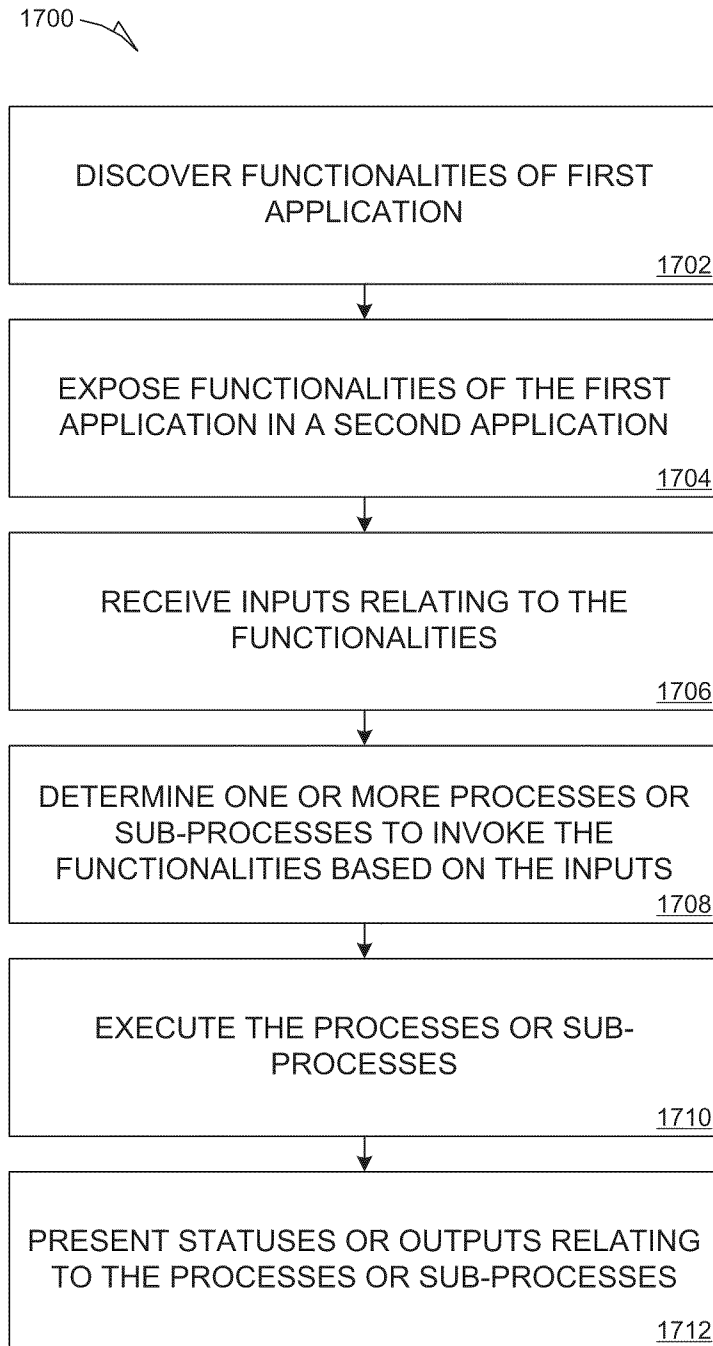 1700
DISCOVER FUNCTIONALITIES OF FIRST
APPLICATION
1702
EXPOSE FUNCTIONALITIES OF THE FIRST
APPLICATION IN A SECOND APPLICATION
1704
RECEIVE INPUTS RELATING TO THE
FUNCTIONALITIES
1706
DETERMINE ONE OR MORE PROCESSES OR
SUB-PROCESSES TO INVOKE THE
FUNCTIONALITIES BASED ON THE INPUTS
1708
EXECUTE THE PROCESSES OR SUB-
PROCESSES
1710
PRESENT STATUSES OR OUTPUTS RELATING
TO THE PROCESSES OR SUB-PROCESSES
1712